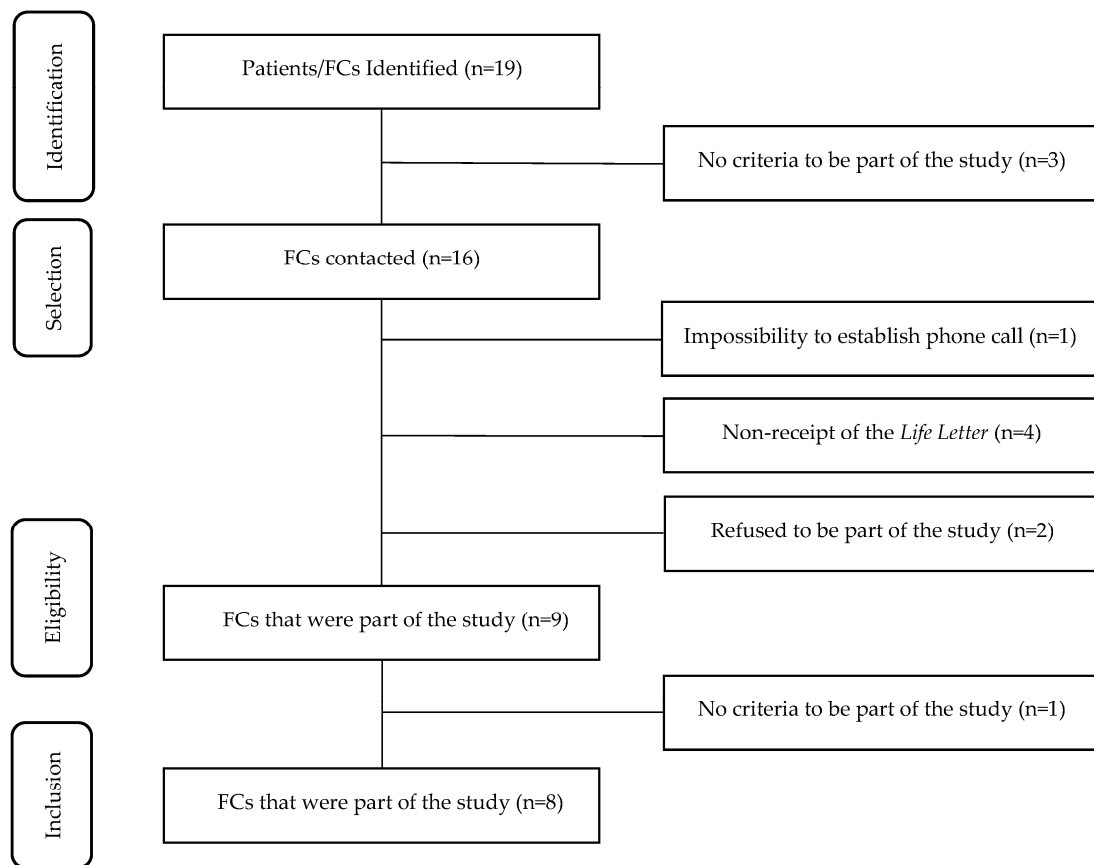 Identification
Patients/FCs Identified (n=19)
No criteria to be part of the study (n=3)
Selection
FCs contacted (n=16)
Impossibility to establish phone call (n=1)
Non-receipt of the Life Letter (n=4)
Refused to be part of the study (n=2)
Eligibility
FCs that were part of the study (n=9)
No criteria to be part of the study (n=1)
Inclusion
FCs that were part of the study (n=8)